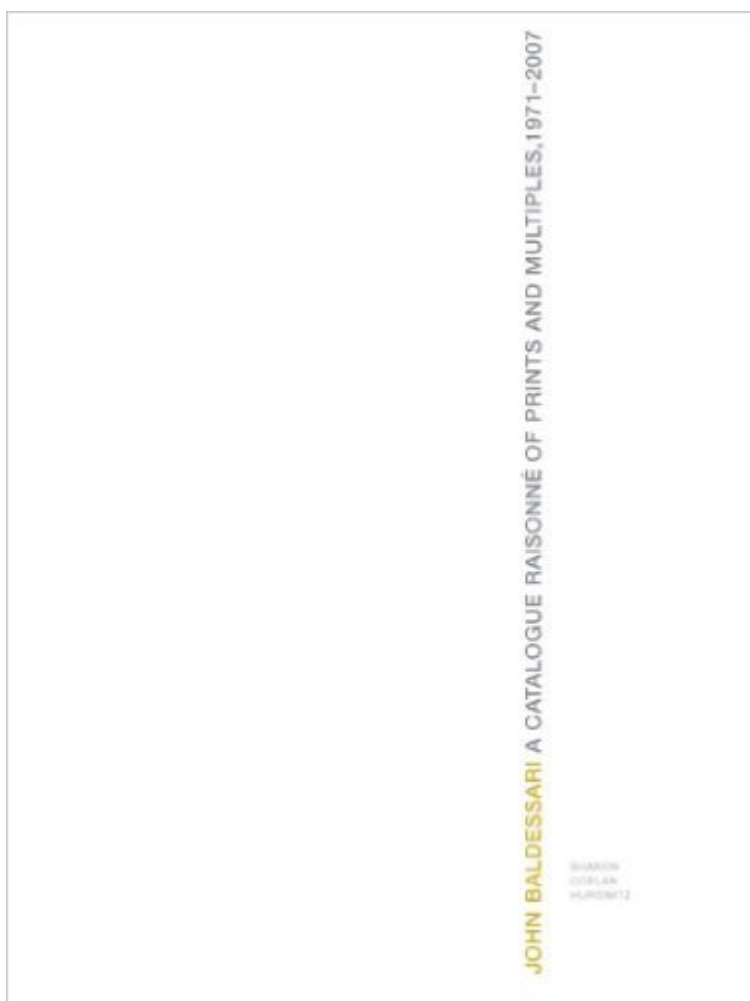 JOHN BALDESSARI A CATALOGUE RAISONNÉ OF PRINTS AND MULTIPLES, 1971–2007
SHARON
COPLAN
HUROWITZ